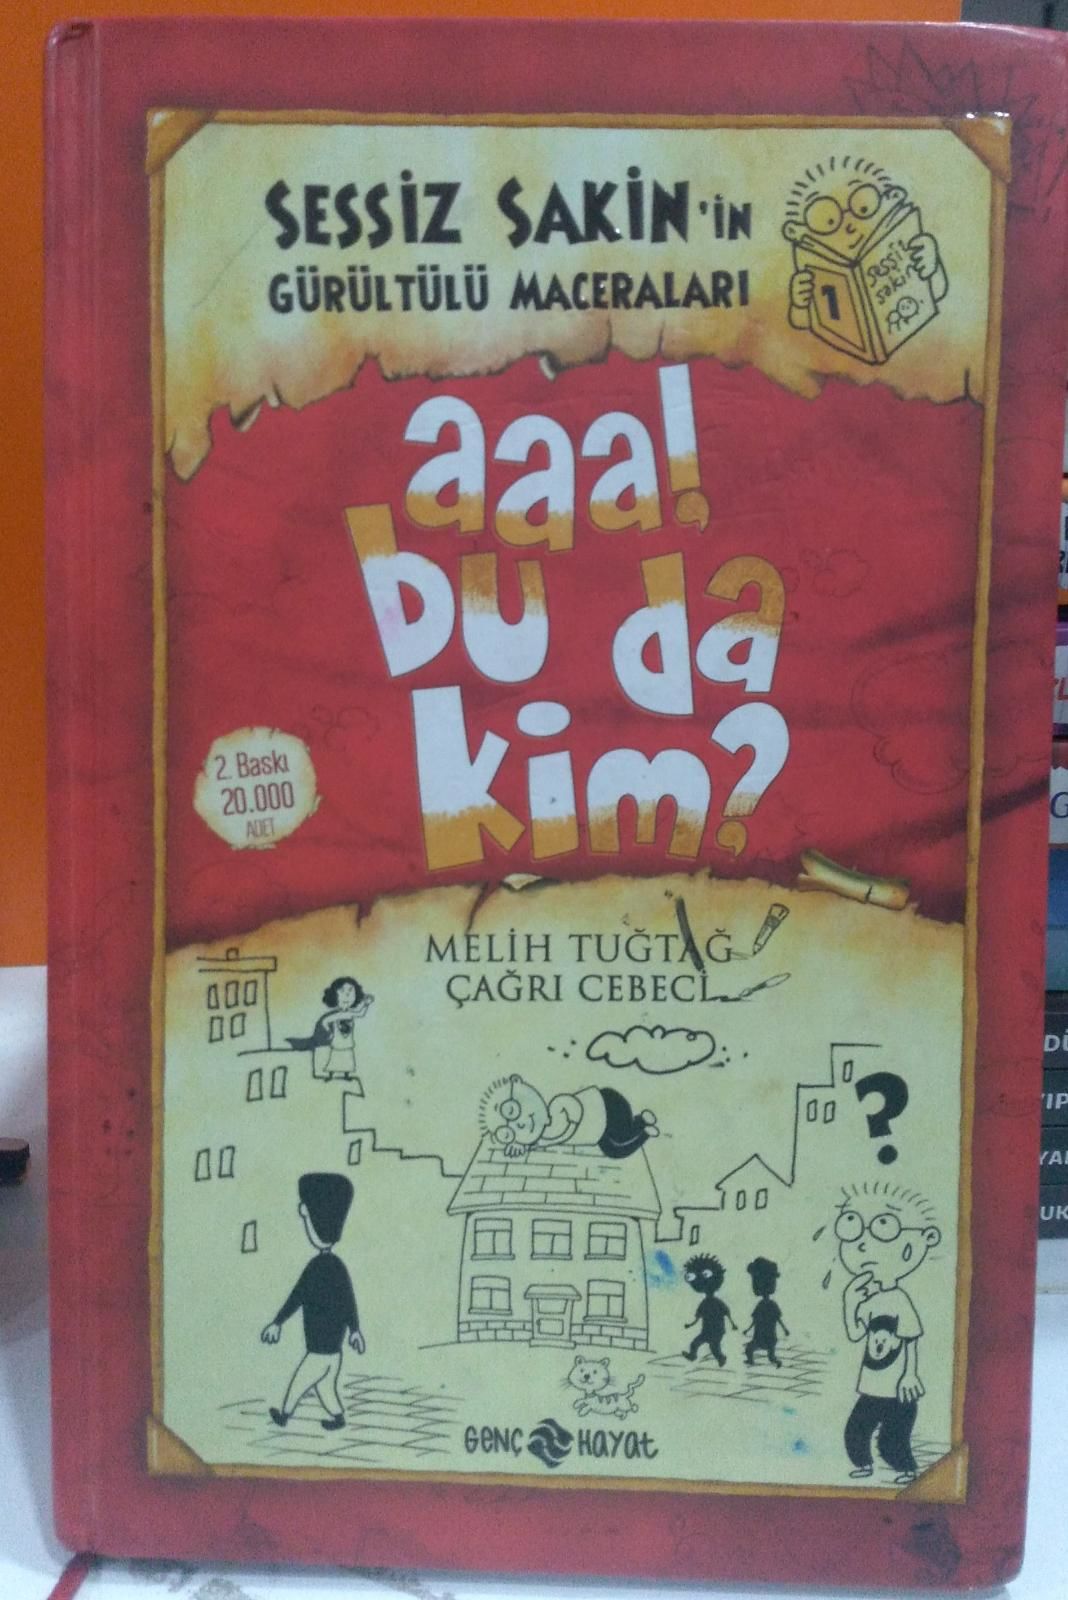 SESSİZ SAKİN'İN
GÜRÜLTÜLÜ MACERALARI
sessiz
sakin
1
aaa!
bu da
kim?
2. Baskı
20.000
ADET
MELİH TUĞTAĞ
ÇAĞRI CEBECİ
?
GENÇ HAYAT